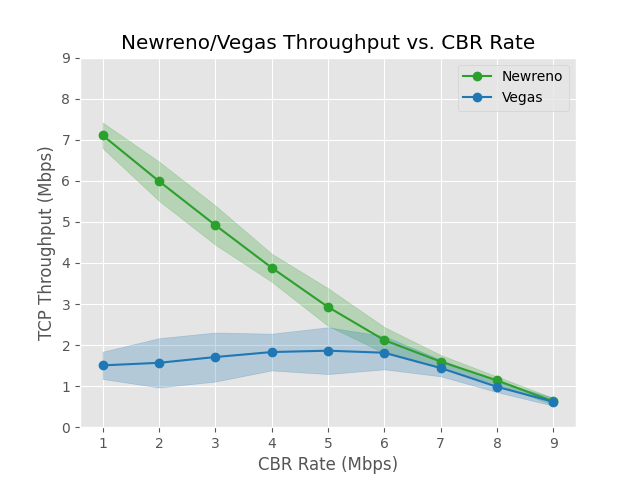 Newreno/Vegas Throughput vs. CBR Rate
Newreno
Vegas
TCP Throughput (Mbps)
9
8
7
6
5
4
3
2
1
0
1 2 3 4 5 6 7 8 9
CBR Rate (Mbps)